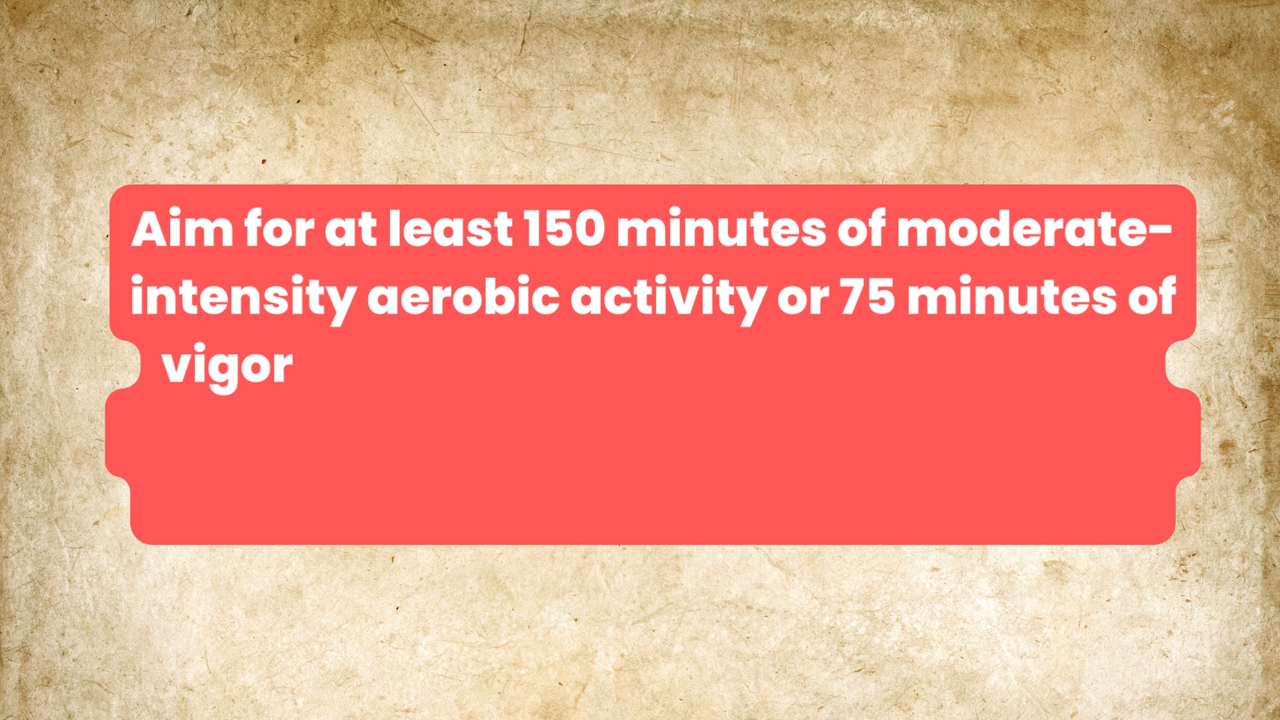 Aim for at least 150 minutes of moderate-
intensity aerobic activity or 75 minutes of
vigor